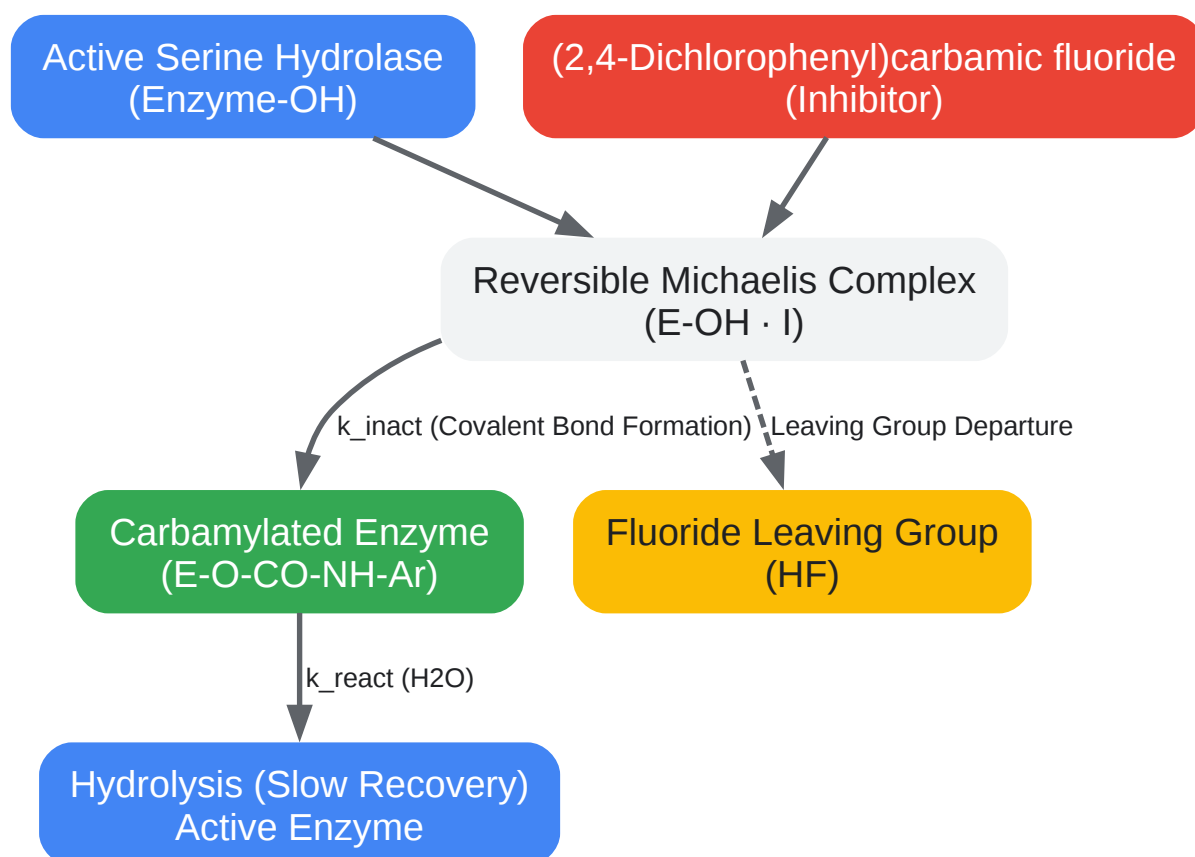 Active Serine Hydrolase
(Enzyme-OH)
(2,4-Dichlorophenyl)carbamic fluoride
(Inhibitor)
Reversible Michaelis Complex
(E-OH · I)
k_inact (Covalent Bond Formation)
Leaving Group Departure
Carbamylated Enzyme
(E-O-CO-NH-Ar)
Fluoride Leaving Group
(HF)
k_react (H2O)
Hydrolysis (Slow Recovery)
Active Enzyme